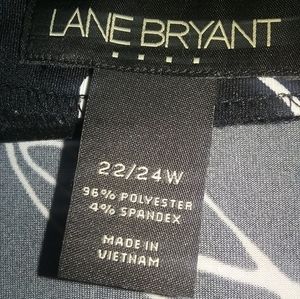 LANE BRYANT
22/24W
96% POLYESTER
4% SPANDEX
MADE IN
VIETNAM